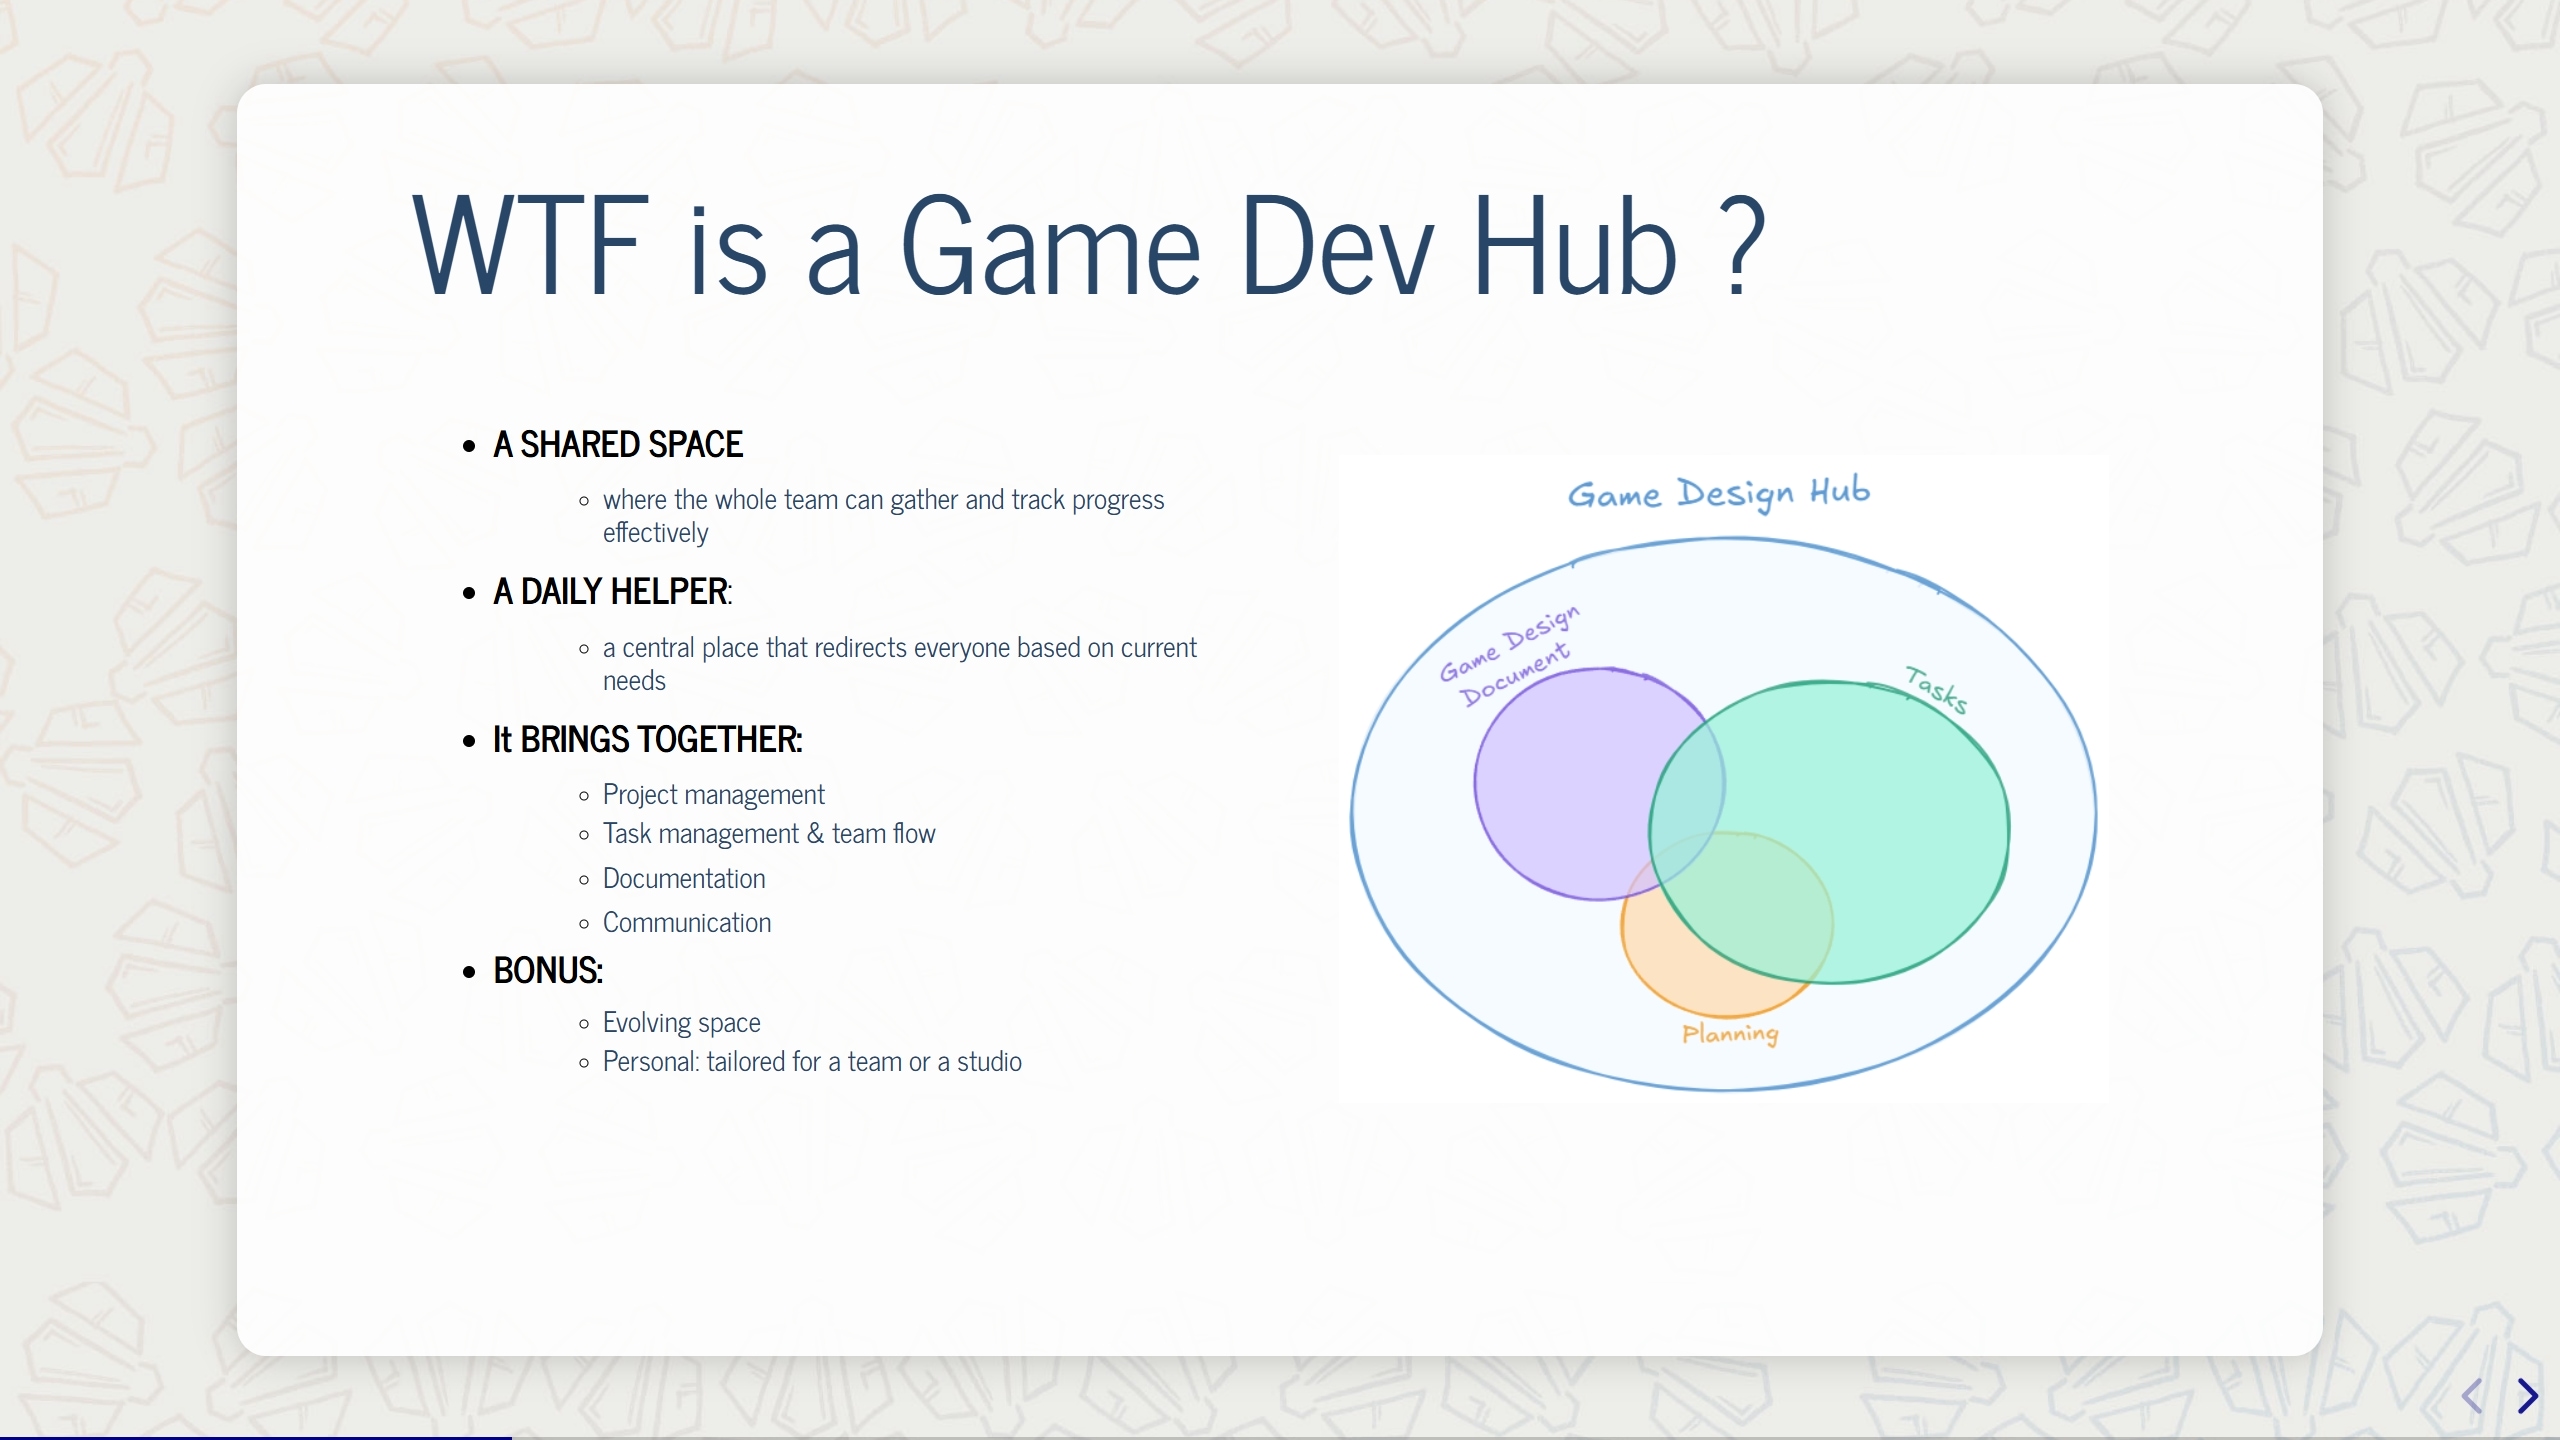 WTF is a Game Dev Hub ?
A SHARED SPACE
where the whole team can gather and track progress
effectively
A DAILY HELPER:
a central place that redirects everyone based on current
needs
It BRINGS TOGETHER:
Project management
Task management & team flow
Documentation
Communication
BONUS:
Evolving space
Personal: tailored for a team or a studio
Game Design Hub
Game Design
Document
Tasks
Planning